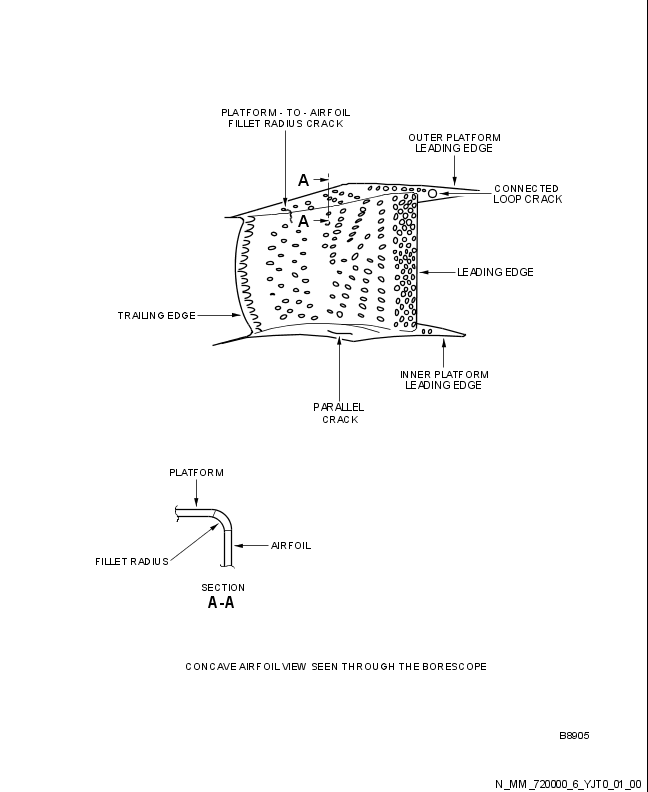 PLATFORM - TO - AIRFOIL
FILLET RADIUS CRACK
OUTER PLATFORM
LEADING EDGE
A
CONNECTED
LOOP CRACK
A
LEADING EDGE
TRAILING EDGE
INNER PLATFORM
LEADING EDGE
PARALLEL
CRACK
PLATFORM
AIRFOIL
FILLET RADIUS
SECTION
A-A
CONCAVE AIRFOIL VIEW SEEN THROUGH THE BORESCOPE
B8905
N_MM_720000_6_YJT0_01_00